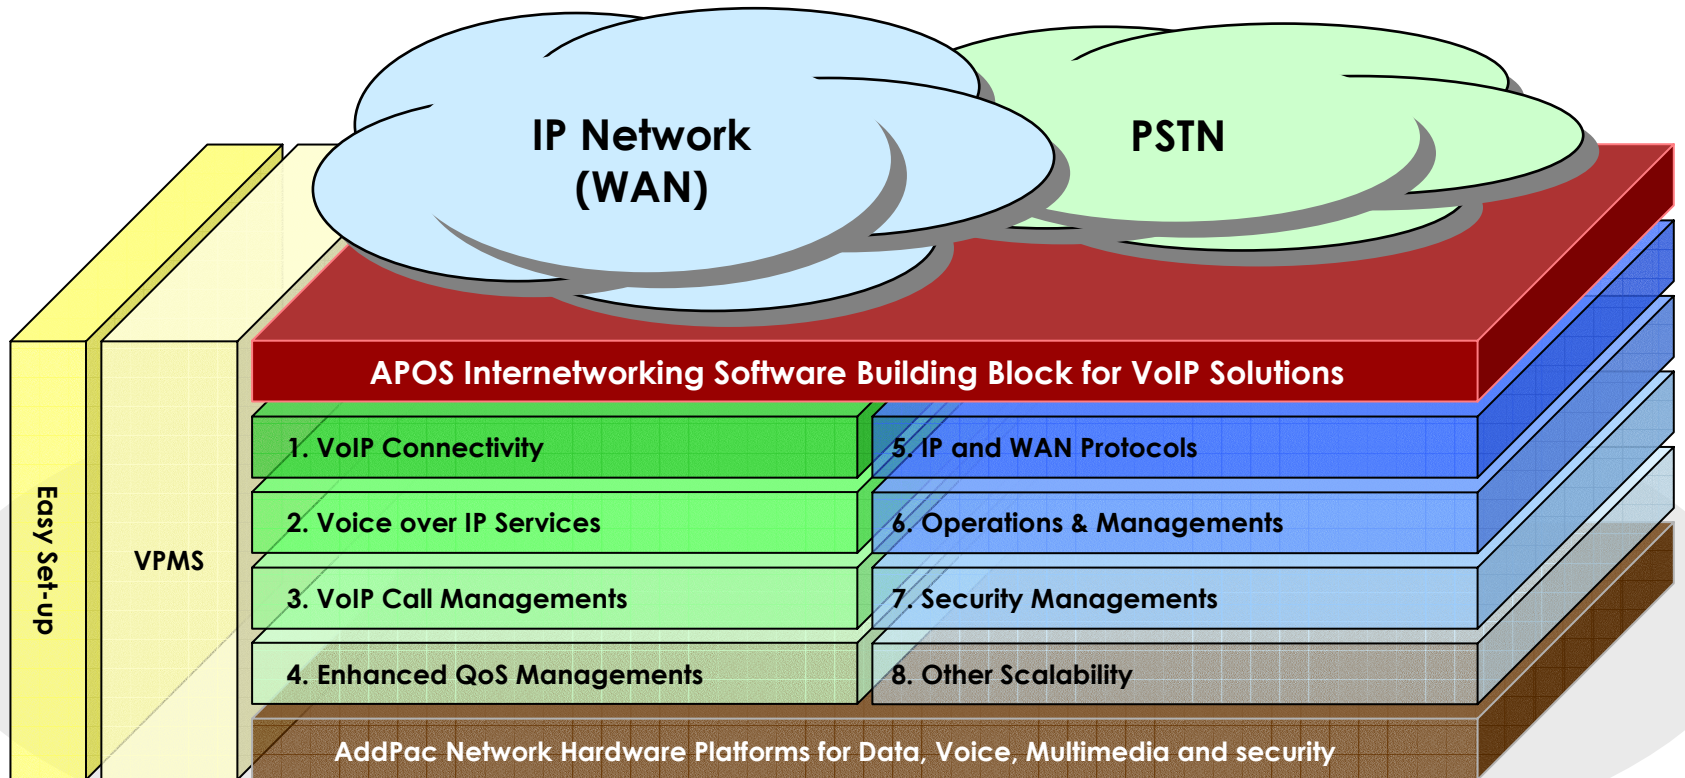 IP Network
(WAN)
PSTN
APOS Internetworking Software Building Block for VoIP Solutions
1. VoIP Connectivity
2. Voice over IP Services
3. VoIP Call Managements
4. Enhanced QoS Managements
5. IP and WAN Protocols
6. Operations & Managements
7. Security Managements
8. Other Scalability
Easy Set-up
VPMS
AddPac Network Hardware Platforms for Data, Voice, Multimedia and security